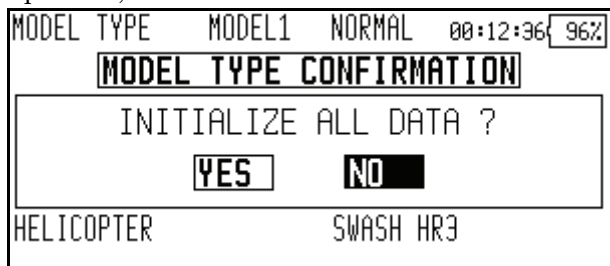 MODEL TYPE MODEL1 NORMAL 00:12:36 96%
MODEL TYPE CONFIRMATION
INITIALIZE ALL DATA ?
YES NO
HELICOPTER SWASH HR3